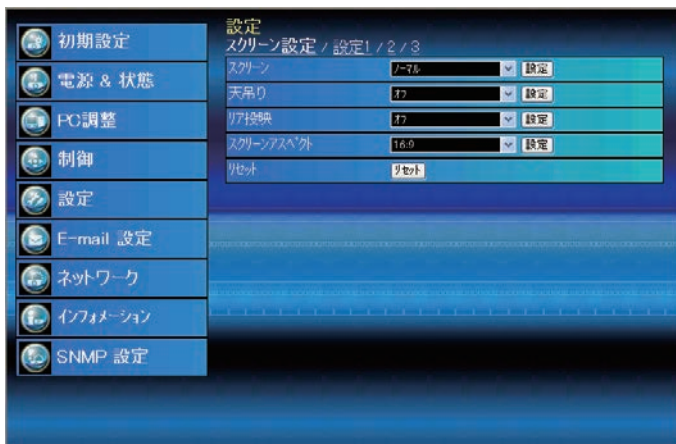 初期設定
電源 & 状態
PC調整
制御
設定
E-mail 設定
ネットワーク
インフォメーション
SNMP 設定
設定
スクリーン設定 / 設定1 / 2 / 3
スクリーン ノーマル 設定
天吊り オフ 設定
リア投映 オフ 設定
スクリーンアスペクト 16:9 設定
リセット リセット